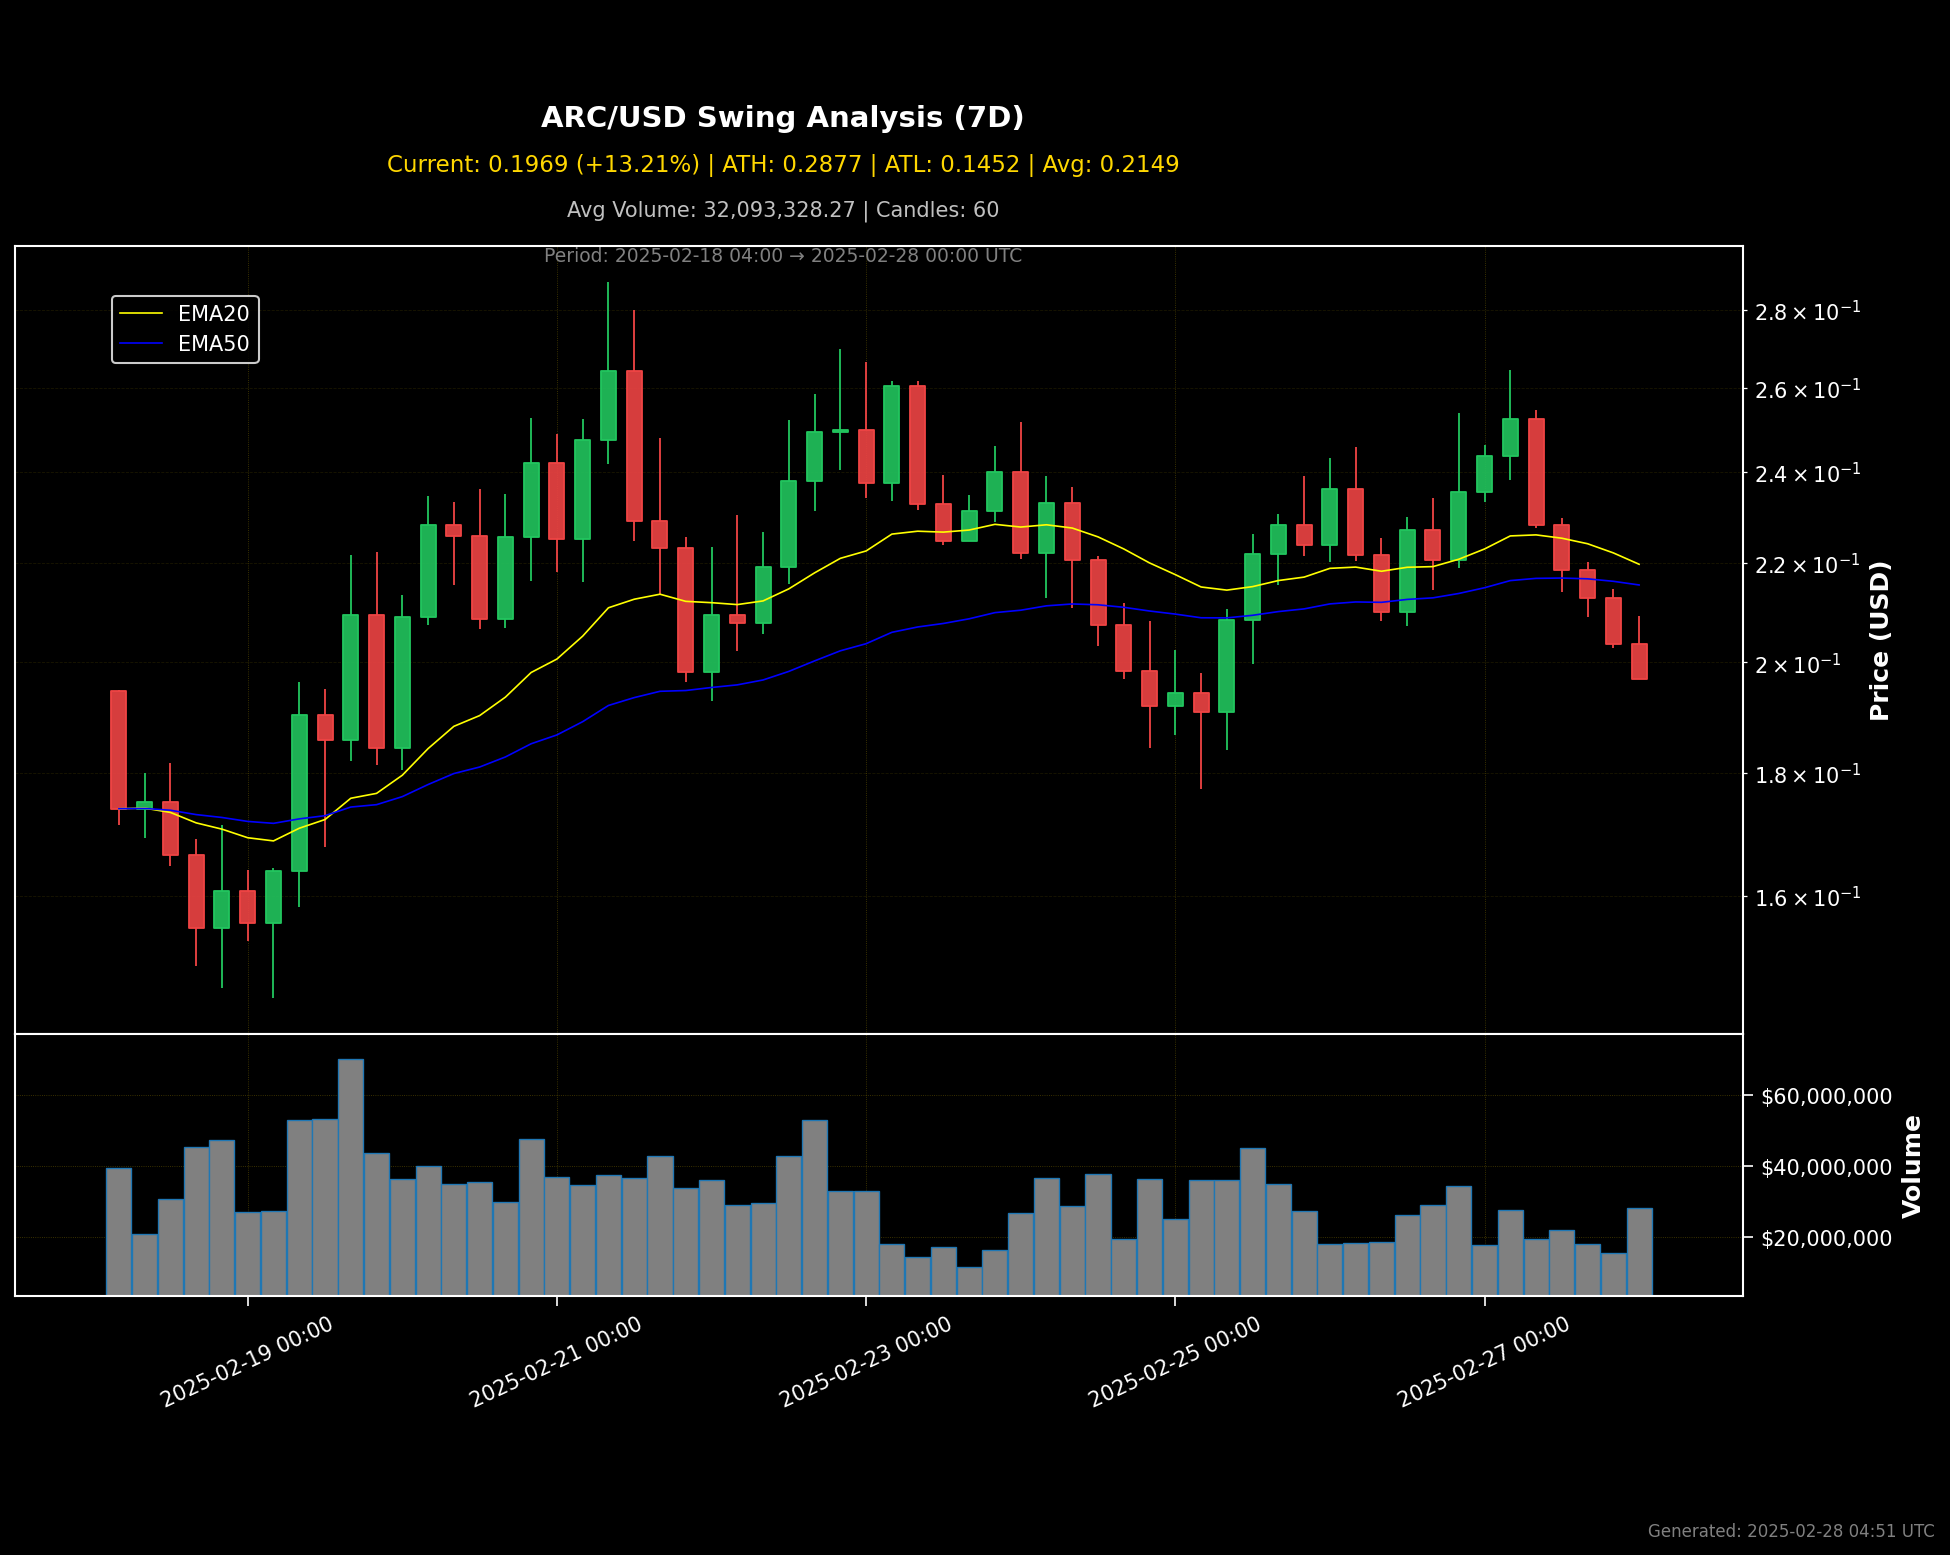 ARC/USD Swing Analysis (7D)
Current: 0.1969 (+13.21%) | ATH: 0.2877 | ATL: 0.1452 | Avg: 0.2149
Avg Volume: 32,093,328.27 | Candles: 60
Period: 2025-02-18 04:00 → 2025-02-28 00:00 UTC
EMA20
EMA50
2.8 × 10⁻¹
2.6 × 10⁻¹
2.4 × 10⁻¹
2.2 × 10⁻¹
2 × 10⁻¹
1.8 × 10⁻¹
1.6 × 10⁻¹
Price (USD)
$60,000,000
$40,000,000
$20,000,000
Volume
2025-02-19 00:00
2025-02-21 00:00
2025-02-23 00:00
2025-02-25 00:00
2025-02-27 00:00
Generated: 2025-02-28 04:51 UTC